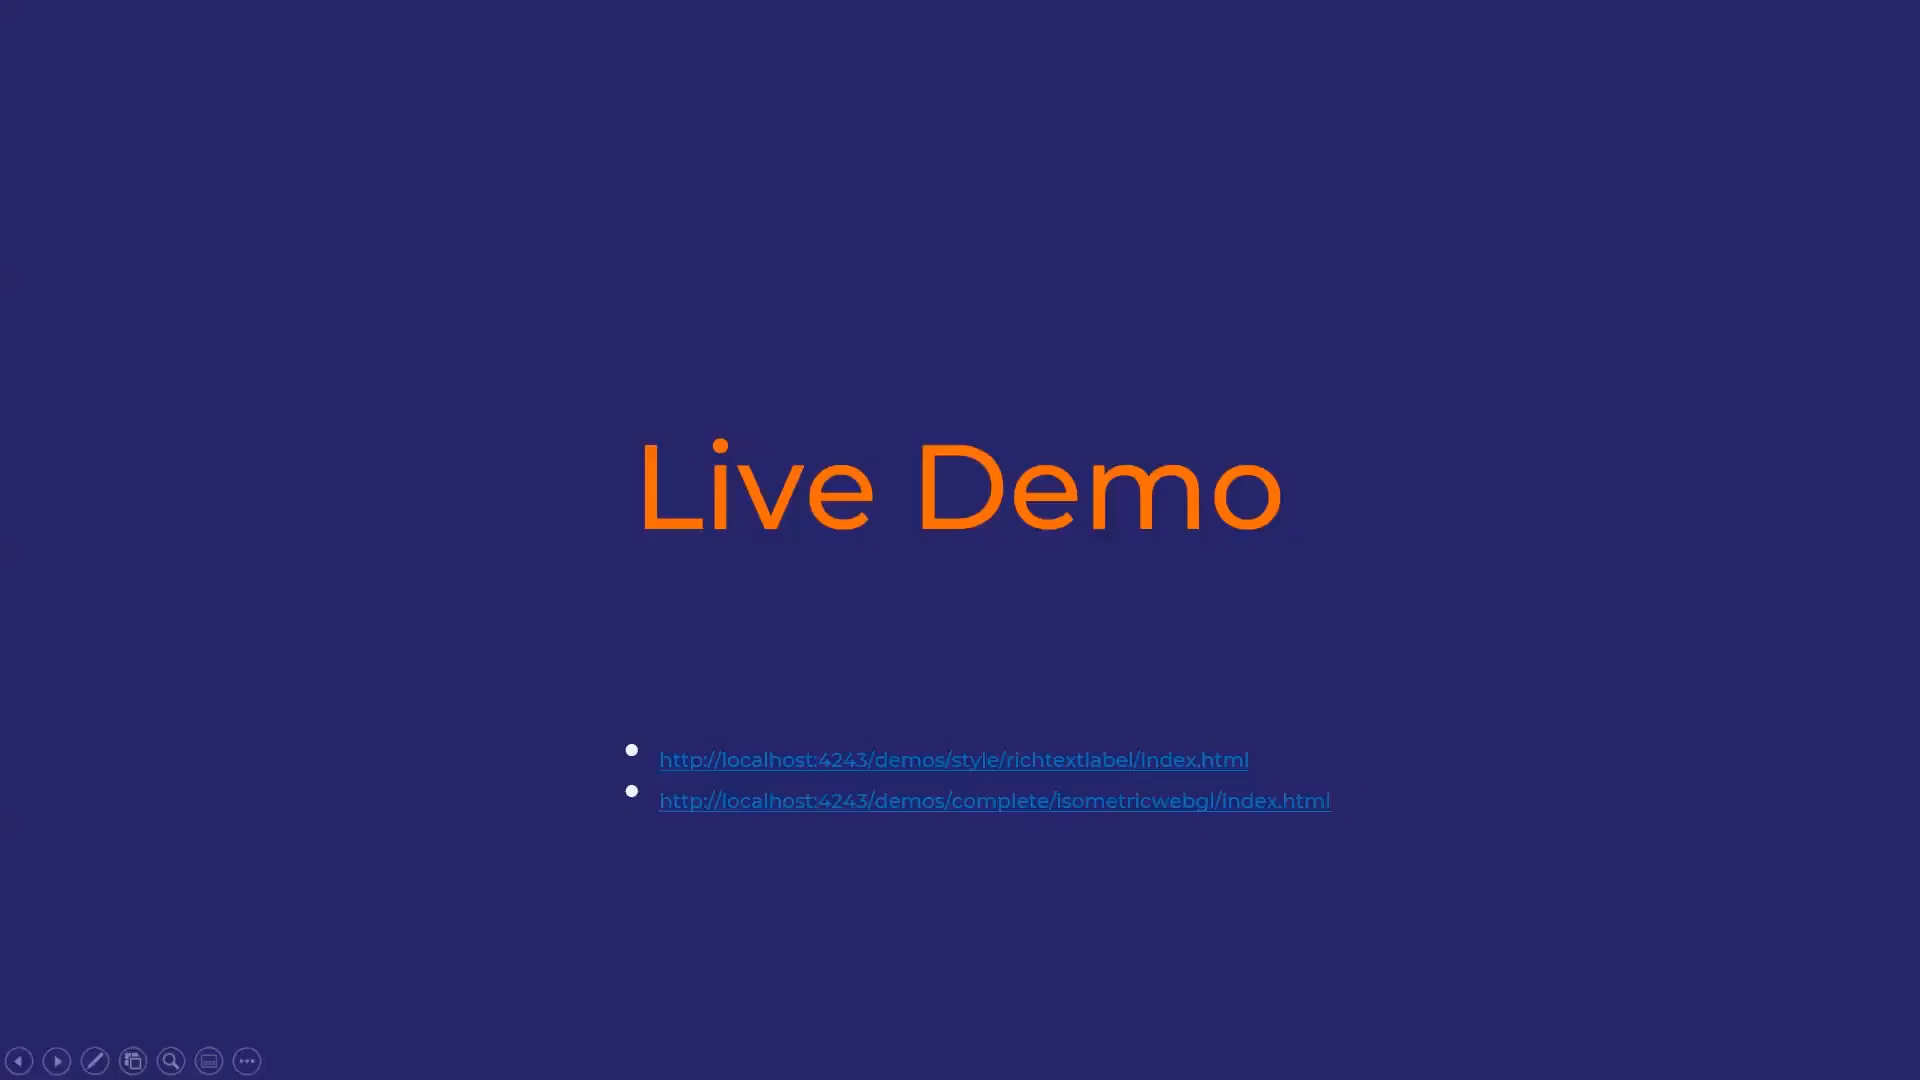 Live Demo
http://localhost:4243/demos/style/richtextlabel/index.html
http://localhost:4243/demos/complete/isometricwebgl/index.html